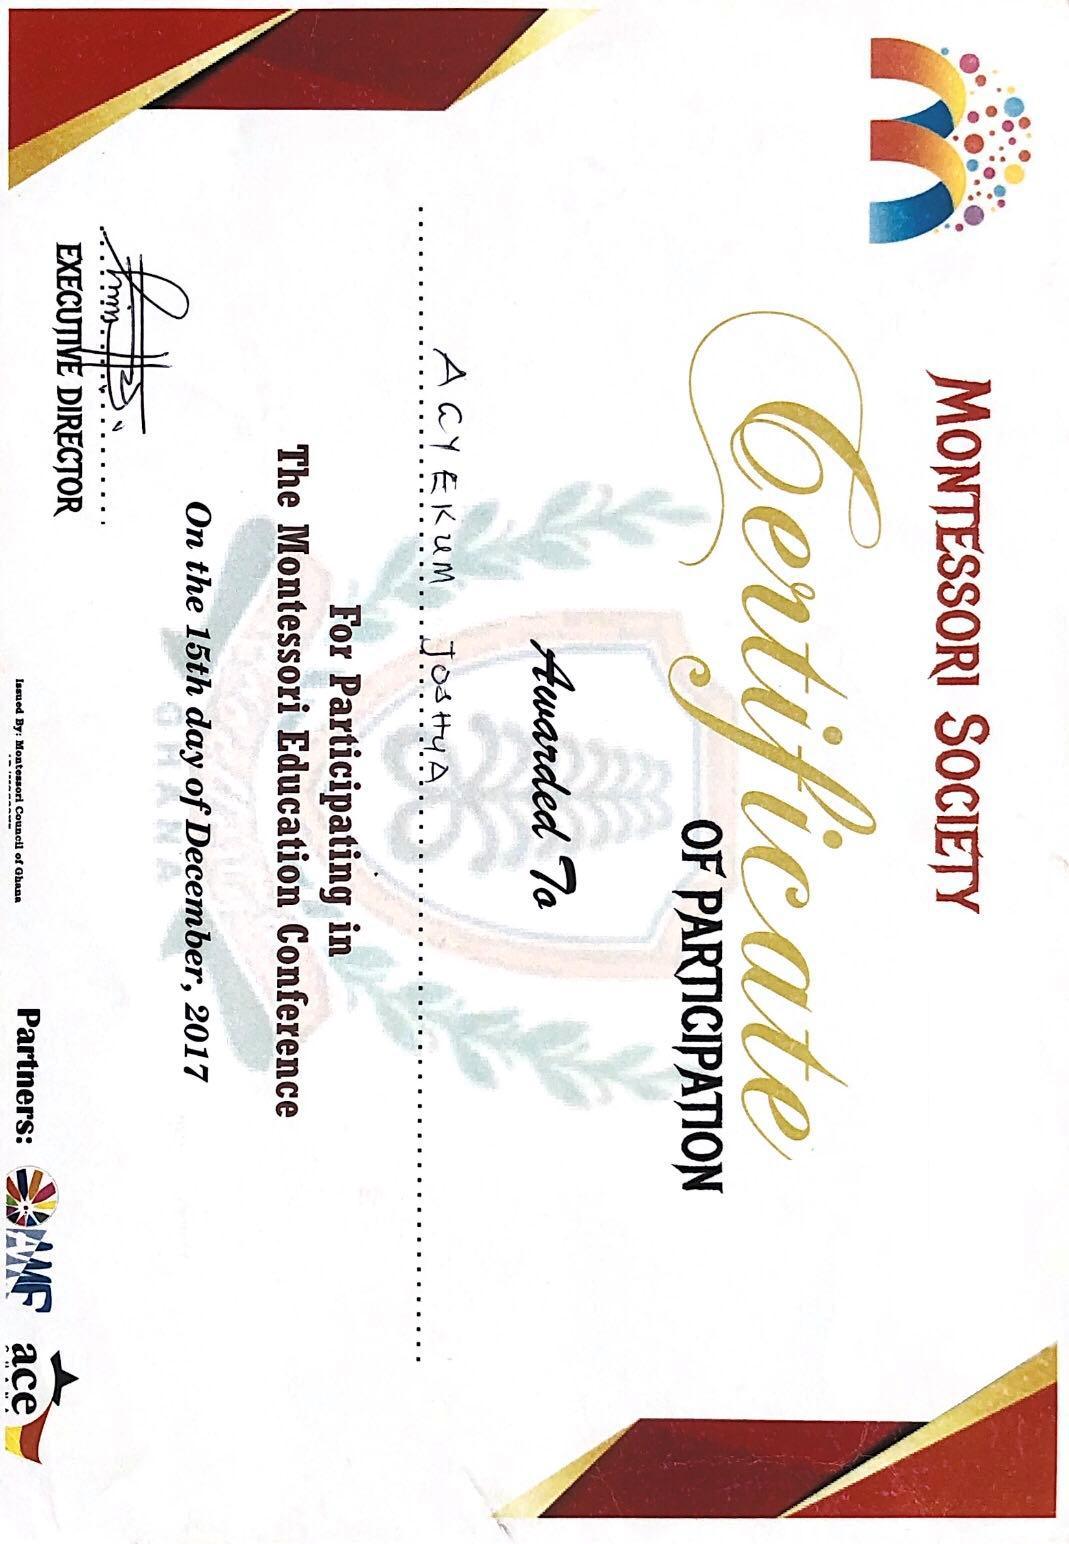 MONTESSORI SOCIETY
Certificate
OF PARTICIPATION
Awarded To
AGYEKUM JOSHUA
For Participating in
The Montessori Education Conference
On the 15th day of December, 2017
EXECUTIVE DIRECTOR
Issued By: Montessori Council of Ghana
Partners:
AMF
ace
GHANA